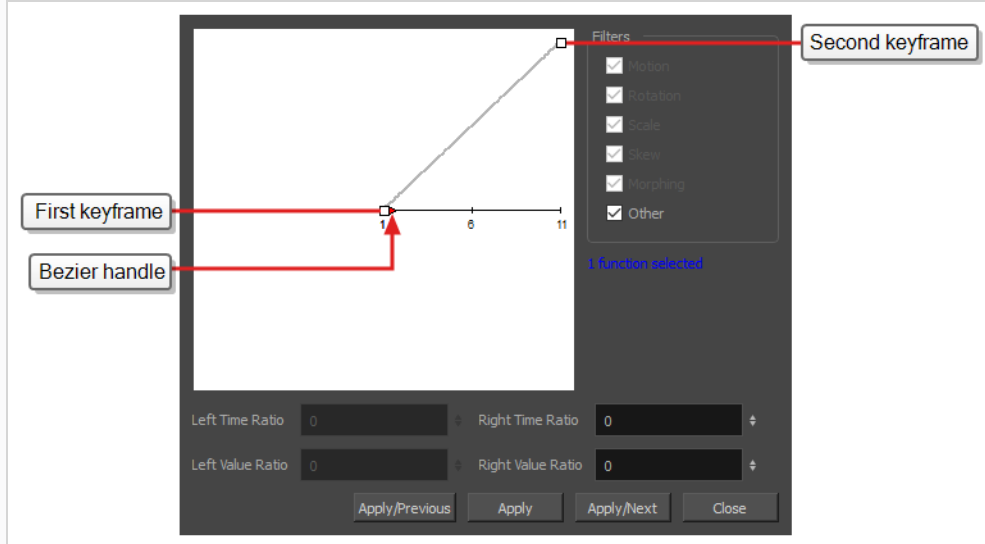 Filters
Second keyframe
Motion
Rotation
Scale
Skew
Morphing
Other
First keyframe
1 6 11
Bezier handle
1 function selected
Left Time Ratio 0 Right Time Ratio 0
Left Value Ratio 0 Right Value Ratio 0
Apply/Previous Apply Apply/Next Close